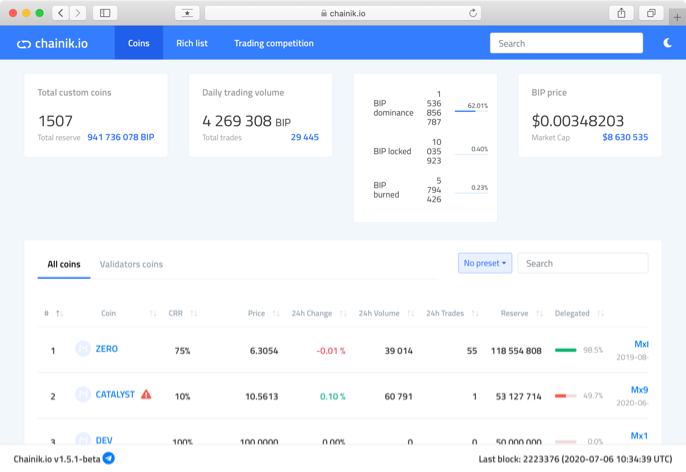 chainik.io
chainik.io Coins Rich list Trading competition Search
Total custom coins
1507
Total reserve 941 736 078 BIP
Daily trading volume
4 269 308 BIP
Total trades 29 445
BIP dominance 1 536 856 787 62.01%
BIP locked 10 035 923 0.40%
BIP burned 5 794 426 0.23%
BIP price
$0.00348203
Market Cap $8 630 535
All coins Validators coins No preset Search
# Coin CRR Price 24h Change 24h Volume 24h Trades Reserve Delegated
1 ZERO 75% 6.3054 -0.01 % 39 014 55 118 554 808 98.5% Mxl
2019-08-
2 CATALYST 10% 10.5613 0.10 % 60 791 1 53 127 714 49.7% Mx9
2020-06-
3 DEV 100% 100.0000 0.00% 0 0 50 000 000 0.0% Mx1
Chainik.io v1.5.1-beta Last block: 2223376 (2020-07-06 10:34:39 UTC)